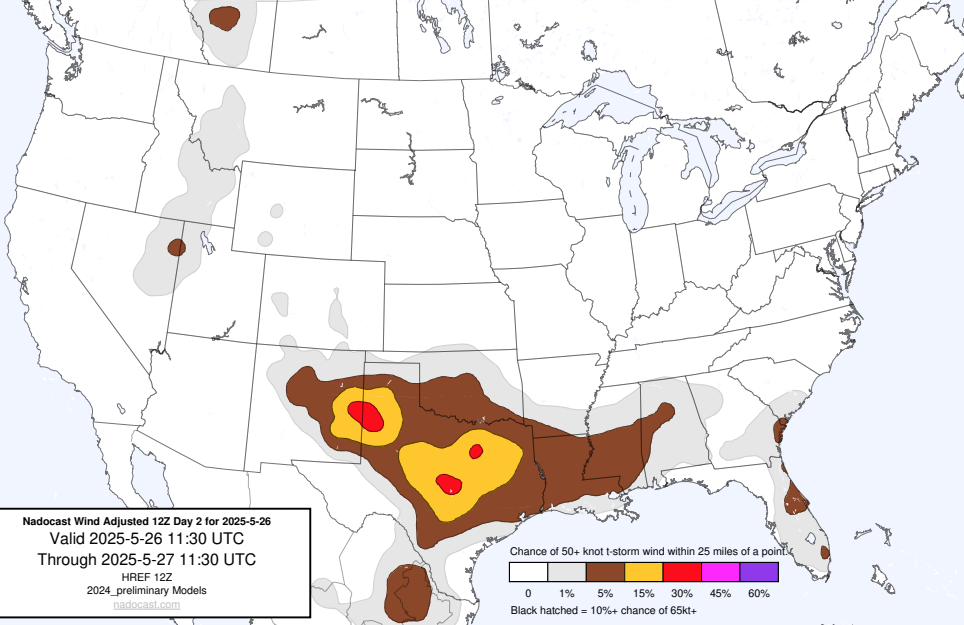 Nadocast Wind Adjusted 12Z Day 2 for 2025-5-26
Valid 2025-5-26 11:30 UTC
Through 2025-5-27 11:30 UTC
HREF 12Z
2024_preliminary Models
nadocast.com
Chance of 50+ knot t-storm wind within 25 miles of a point.
0 1% 5% 15% 30% 45% 60%
Black hatched = 10%+ chance of 65kt+